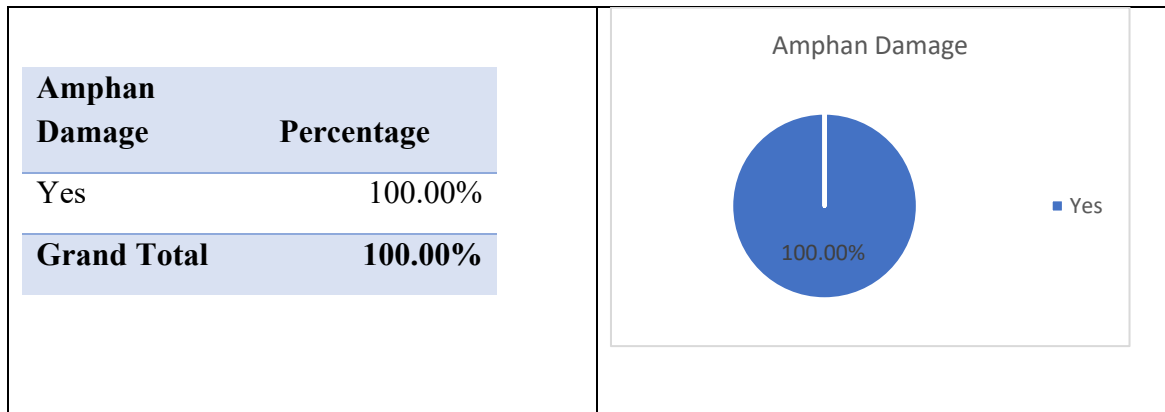 Amphan
Damage Percentage
Yes 100.00%
Grand Total 100.00%
Amphan Damage
100.00%
Yes